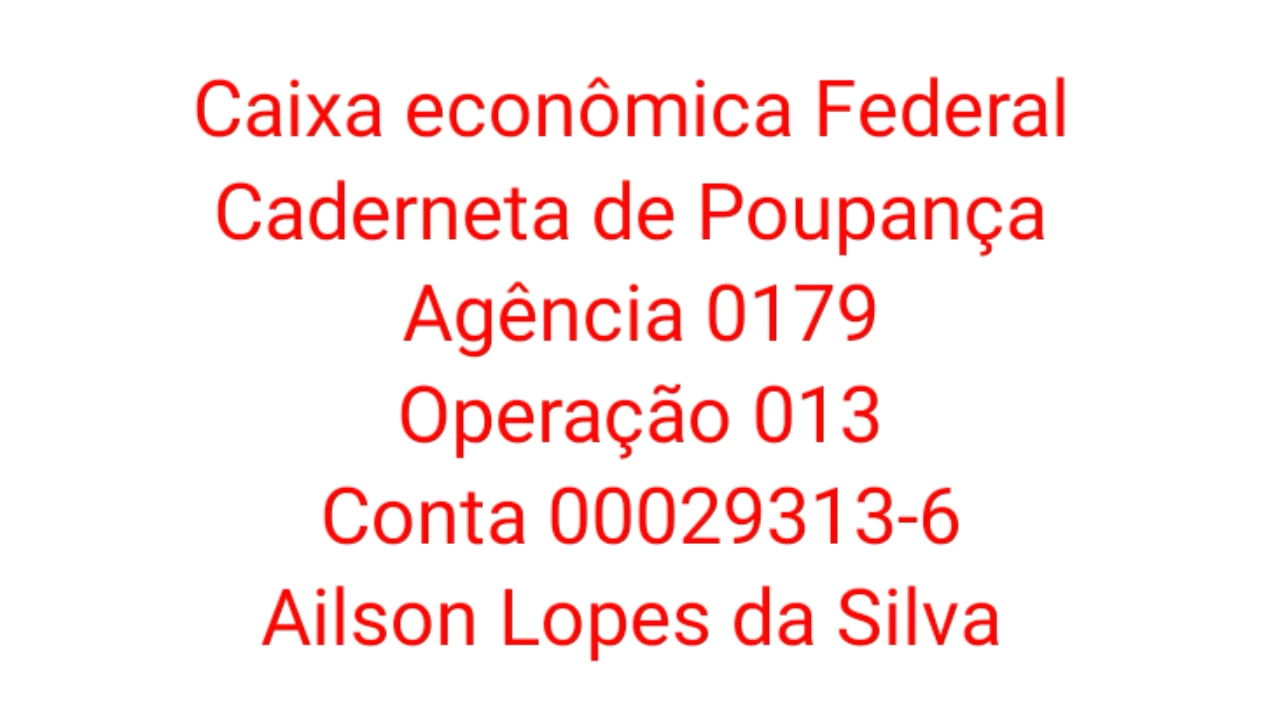 Caixa econômica Federal
Caderneta de Poupança
Agência 0179
Operação 013
Conta 00029313-6
Ailson Lopes da Silva